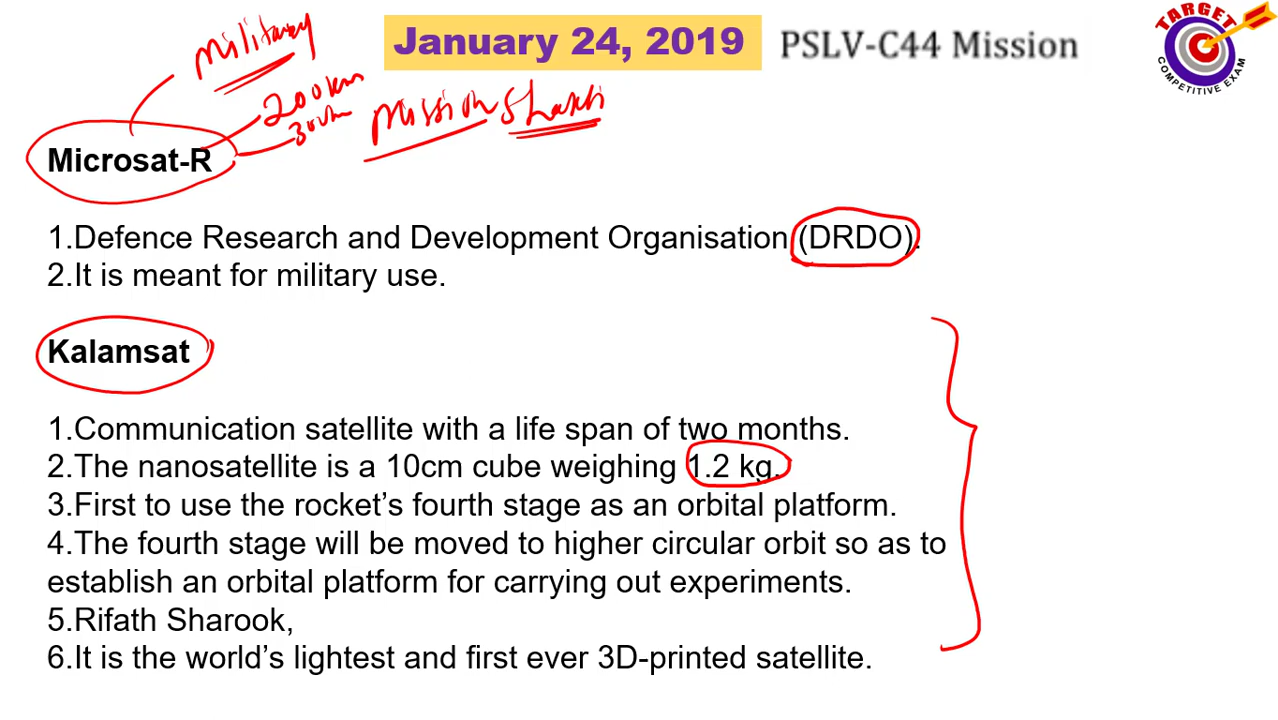 January 24, 2019
PSLV-C44 Mission
TARGET
COMPETITIVE EXAM
military
200km
300km
Mission Shakti
Microsat-R
1.Defence Research and Development Organisation (DRDO).
2.It is meant for military use.
Kalamsat
1.Communication satellite with a life span of two months.
2.The nanosatellite is a 10cm cube weighing 1.2 kg.
3.First to use the rocket’s fourth stage as an orbital platform.
4.The fourth stage will be moved to higher circular orbit so as to
establish an orbital platform for carrying out experiments.
5.Rifath Sharook,
6.It is the world’s lightest and first ever 3D-printed satellite.